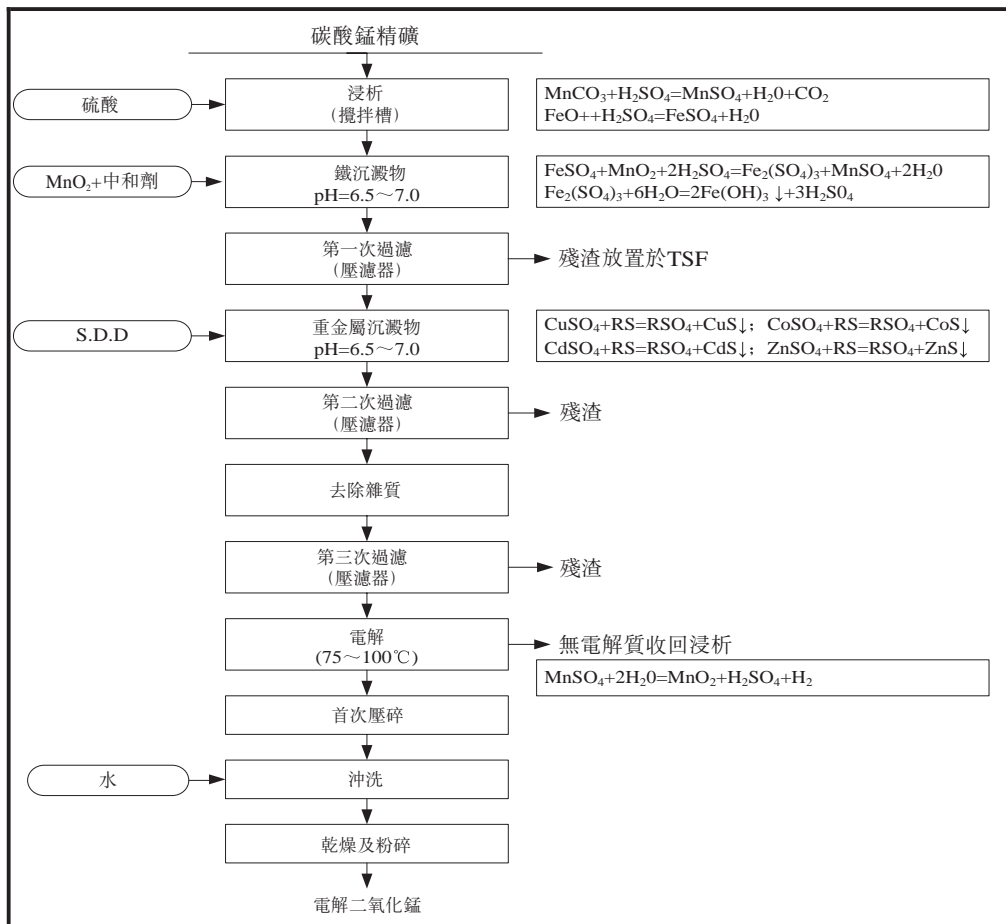 碳酸錳精礦
硫酸
浸析
(攪拌槽)
MnCO₃+H₂SO₄=MnSO₄+H₂0+CO₂
FeO++H₂SO₄=FeSO₄+H₂0
MnO₂+中和劑
鐵沉澱物
pH=6.5～7.0
FeSO₄+MnO₂+2H₂SO₄=Fe₂(SO₄)₃+MnSO₄+2H₂0
Fe₂(SO₄)₃+6H₂O=2Fe(OH)₃↓+3H₂S0₄
第一次過濾
(壓濾器)
殘渣放置於TSF
S.D.D
重金屬沉澱物
pH=6.5～7.0
CuSO₄+RS=RSO₄+CuS↓；CoSO₄+RS=RSO₄+CoS↓
CdSO₄+RS=RSO₄+CdS↓；ZnSO₄+RS=RSO₄+ZnS↓
第二次過濾
(壓濾器)
殘渣
去除雜质
第三次過濾
(壓濾器)
殘渣
電解
(75～100℃)
無電解質收回浸析
MnSO₄+2H₂0=MnO₂+H₂SO₄+H₂
首次壓碎
水
沖洗
乾燥及粉碎
電解二氧化錳